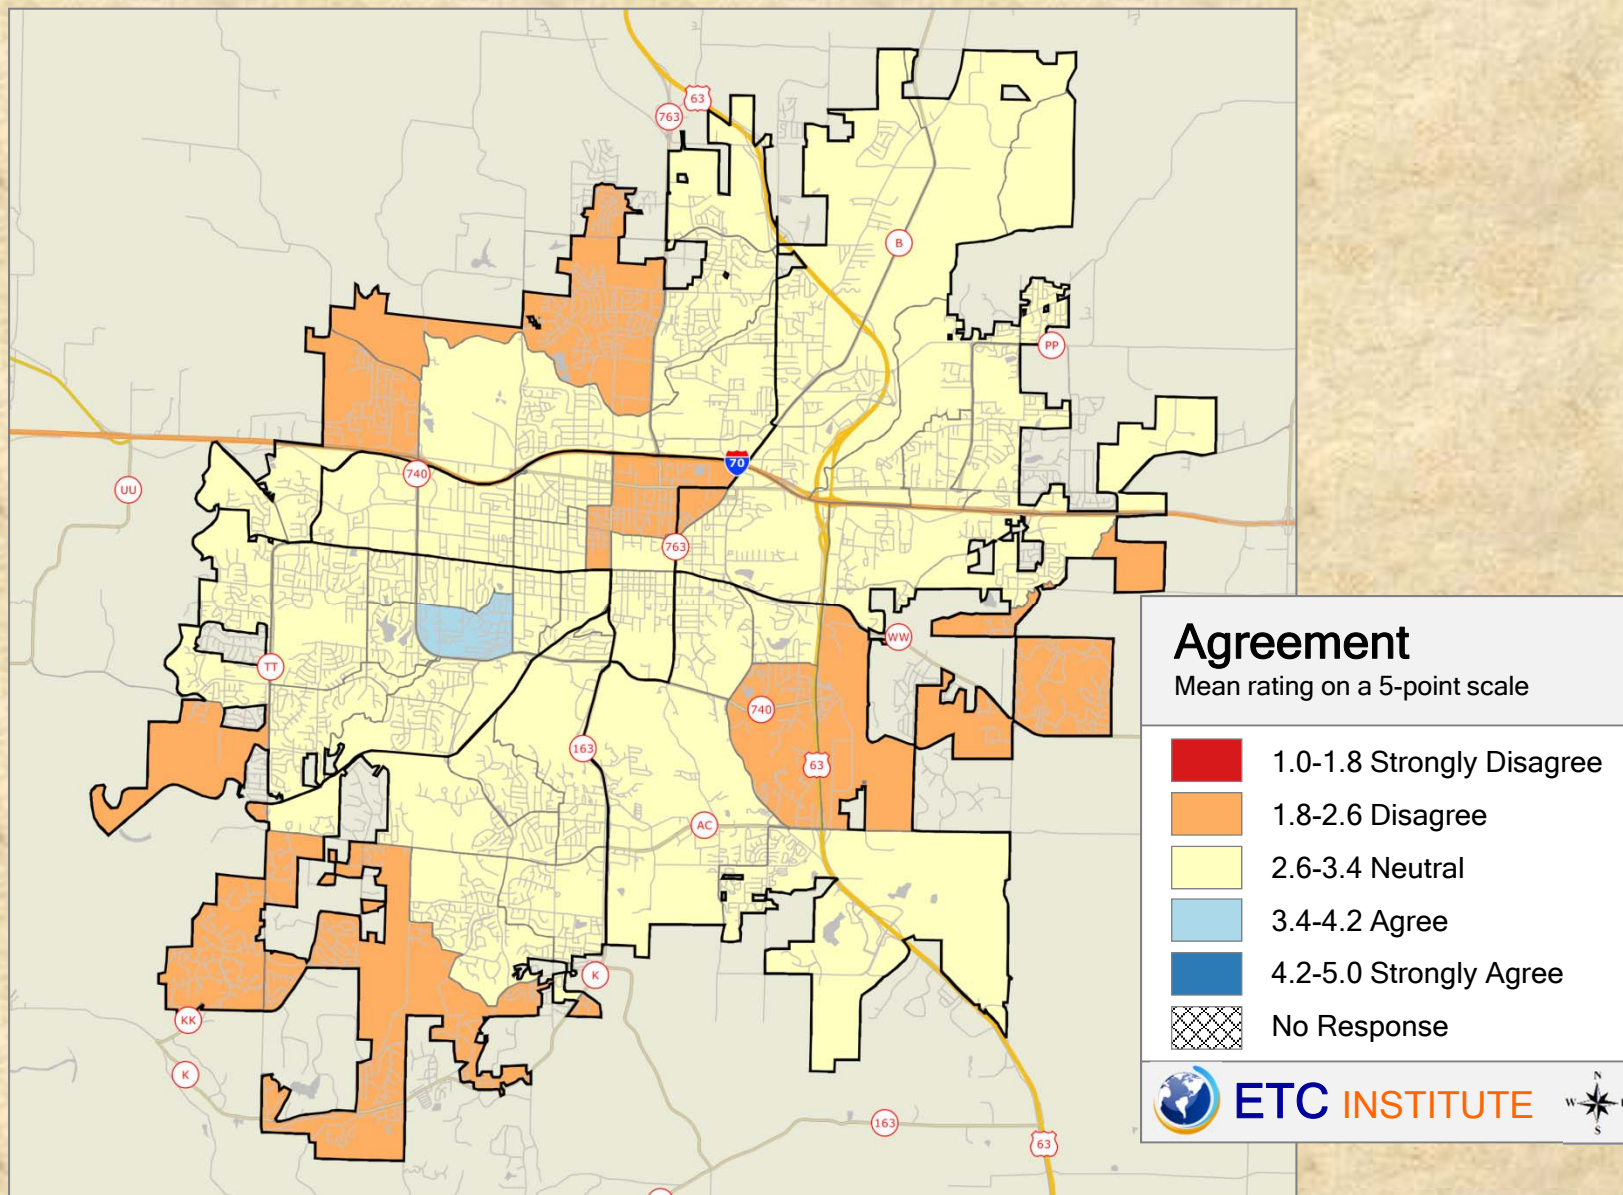 63
763
B
PP
740
70
UU
763
WW
TT
740
163
63
AC
K
KK
K
163
63
Agreement
Mean rating on a 5-point scale
1.0-1.8 Strongly Disagree
1.8-2.6 Disagree
2.6-3.4 Neutral
3.4-4.2 Agree
4.2-5.0 Strongly Agree
No Response
ETC INSTITUTE
N
W
S